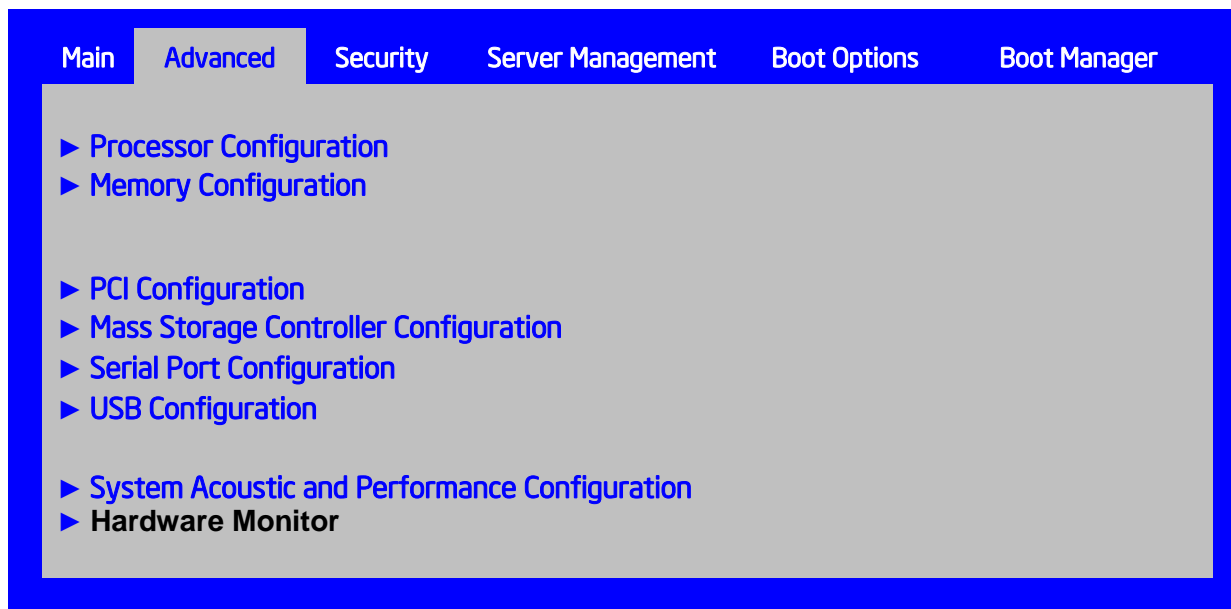 Main Advanced Security Server Management Boot Options Boot Manager
► Processor Configuration
► Memory Configuration
► PCI Configuration
► Mass Storage Controller Configuration
► Serial Port Configuration
► USB Configuration
► System Acoustic and Performance Configuration
► Hardware Monitor